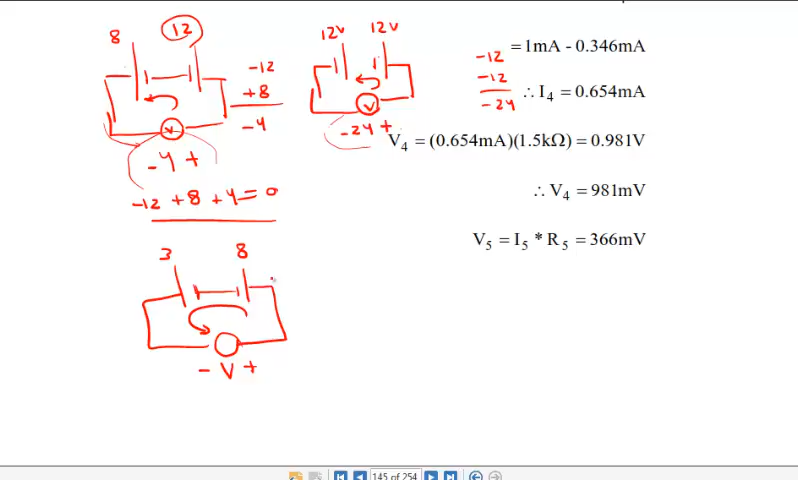 8 12
-12
+8
-4
- 4 +
V
-12 + 8 + 4 = 0
12V 12V
V
- 24 +
-12
-12
-24
3 8
- V +
= 1mA - 0.346mA
∴ I4 = 0.654mA
V4 = (0.654mA)(1.5kΩ) = 0.981V
∴ V4 = 981mV
V5 = I5 * R5 = 366mV
145 of 254